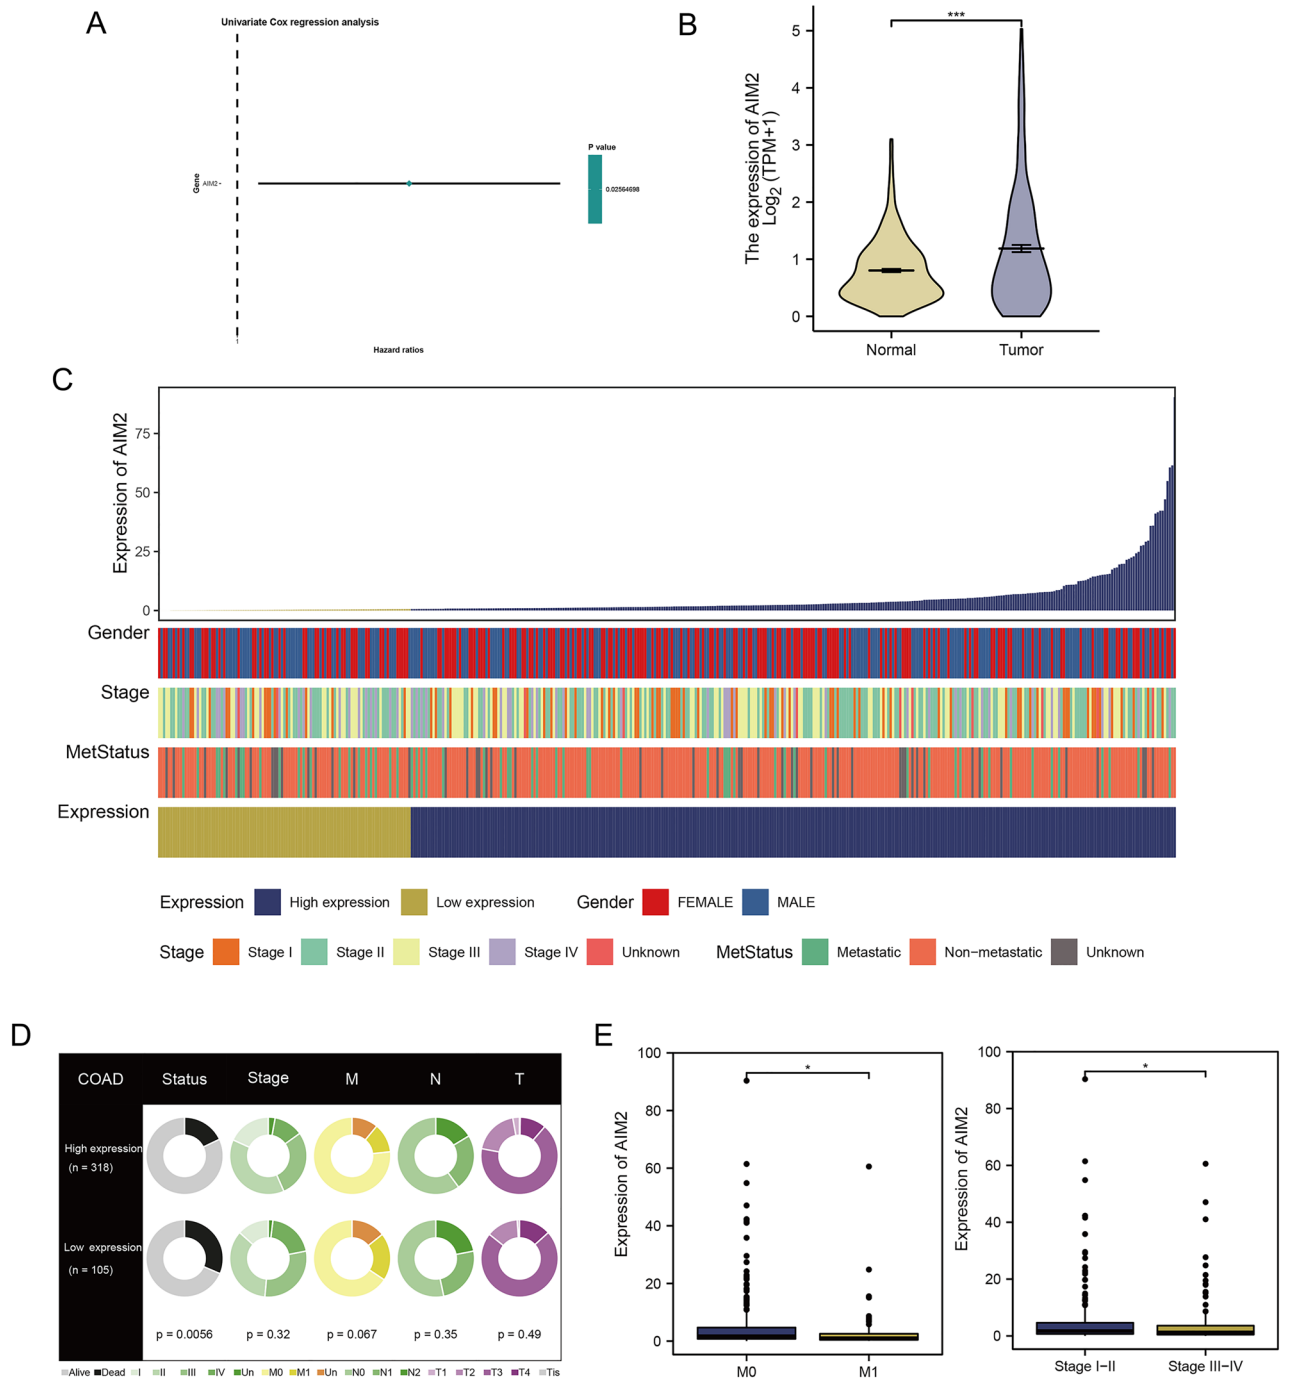 A
Univariate Cox regression analysis
Gene
AIM2
1
Hazard ratios
P value
0.02564698
B
***
The expression of AIM2
Log2 (TPM+1)
5
4
3
2
1
0
Normal
Tumor
C
Expression of AIM2
75
50
25
0
Gender
Stage
MetStatus
Expression
Expression High expression Low expression Gender FEMALE MALE
Stage Stage I Stage II Stage III Stage IV Unknown MetStatus Metastatic Non-metastatic Unknown
D
COAD Status Stage M N T
High expression
(n = 318)
Low expression
(n = 105)
p = 0.0056 p = 0.32 p = 0.067 p = 0.35 p = 0.49
Alive Dead I II III IV Un M0 M1 Un N0 N1 N2 T1 T2 T3 T4 Tis
E
Expression of AIM2
100
80
60
40
20
0
*
M0 M1
Expression of AIM2
100
80
60
40
20
0
*
Stage I−II Stage III−IV